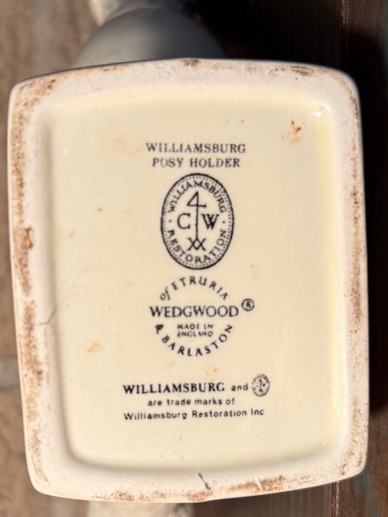 WILLIAMSBURG
POSY HOLDER
WILLIAMSBURG
C W
RESTORATION
of ETRURIA
WEDGWOOD ®
MADE IN
ENGLAND
& BARLASTON
WILLIAMSBURG and
are trade marks of
Williamsburg Restoration Inc